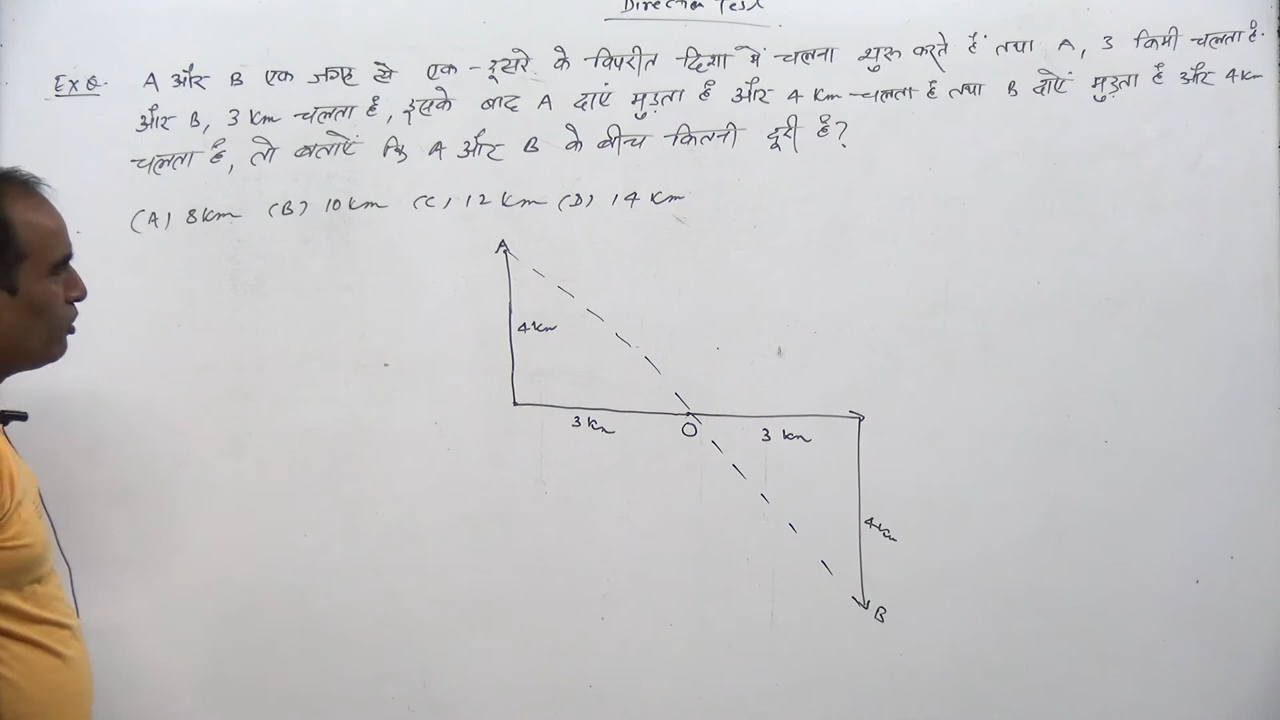 Direction Test
Ex 8. A और B एक जगह से एक-दूसरे के विपरीत दिशा में चलना शुरू करते हैं तथा A, 3 किमी चलता है.
और B, 3 Km चलता है, इसके बाद A दाएं मुड़ता है और 4 Km चलता है तथा B दाएं मुड़ता है और 4 Km
चलता है, तो बताएं कि A और B के बीच कितनी दूरी है?
(A) 8 Km (B) 10 Km (C) 12 Km (D) 14 Km
A
4 Km
3 Km
O
3 Km
4 Km
B